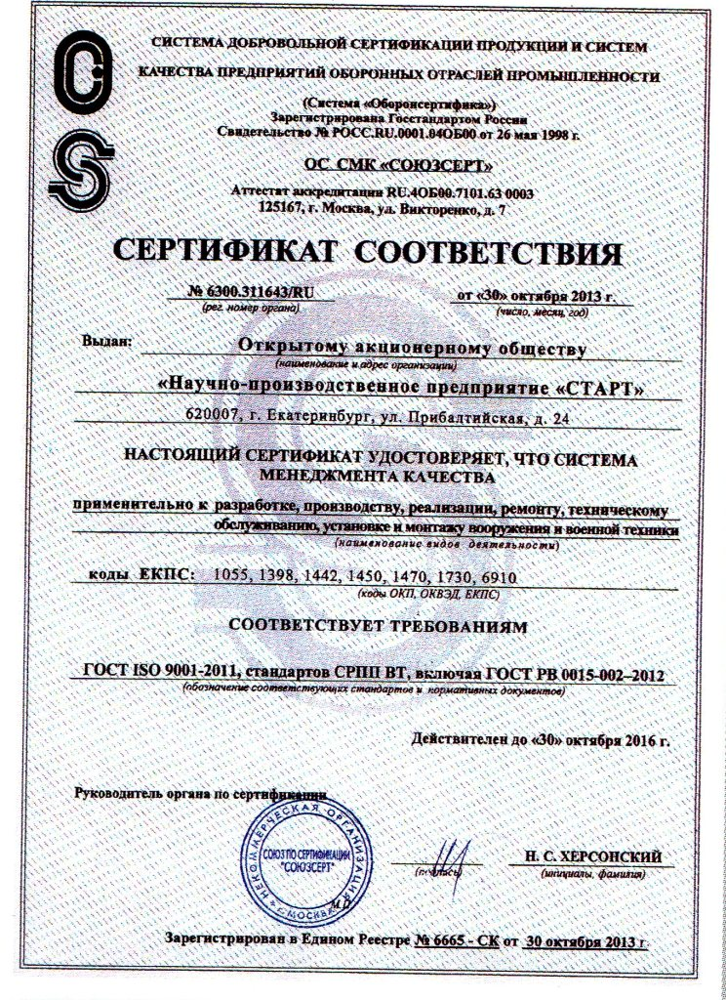 СИСТЕМА ДОБРОВОЛЬНОЙ СЕРТИФИКАЦИИ ПРОДУКЦИИ И СИСТЕМ
КАЧЕСТВА ПРЕДПРИЯТИЙ ОБОРОННЫХ ОТРАСЛЕЙ ПРОМЫШЛЕННОСТИ
(Система «Оборонсертифика»)
Зарегистрирована Госстандартом России
Свидетельство № РОСС.RU.0001.04ОБ00 от 26 мая 1998 г.
ОС СМК «СОЮЗСЕРТ»
Аттестат аккредитации RU.4ОБ00.7101.63 0003
125167, г. Москва, ул. Викторенко, д. 7
СЕРТИФИКАТ СООТВЕТСТВИЯ
№ 6300.311643/RU от «30» октября 2013 г.
(рег. номер органа) (число, месяц, год)
Выдан: Открытому акционерному обществу
(наименование и адрес организации)
«Научно-производственное предприятие «СТАРТ»
620007, г. Екатеринбург, ул. Прибалтийская, д. 24
НАСТОЯЩИЙ СЕРТИФИКАТ УДОСТОВЕРЯЕТ, ЧТО СИСТЕМА
МЕНЕДЖМЕНТА КАЧЕСТВА
применительно к разработке, производству, реализации, ремонту, техническому
обслуживанию, установке и монтажу вооружения и военной техники
(наименование видов деятельности)
коды ЕКПС: 1055, 1398, 1442, 1450, 1470, 1730, 6910
(коды ОКП, ОКВЭД, ЕКПС)
СООТВЕТСТВУЕТ ТРЕБОВАНИЯМ
ГОСТ ISO 9001-2011, стандартов СРПП ВТ, включая ГОСТ РВ 0015-002–2012
(обозначение соответствующих стандартов и нормативных документов)
Действителен до «30» октября 2016 г.
Руководитель органа по сертификации
НЕКОММЕРЧЕСКАЯ ОРГАНИЗАЦИЯ
СОЮЗ ПО СЕРТИФИКАЦИИ
"СОЮЗСЕРТ"
г. МОСКВА
М.П.
Н. С. ХЕРСОНСКИЙ
(подпись) (инициалы, фамилия)
Зарегистрирован в Едином Реестре № 6665 - СК от 30 октября 2013 г.